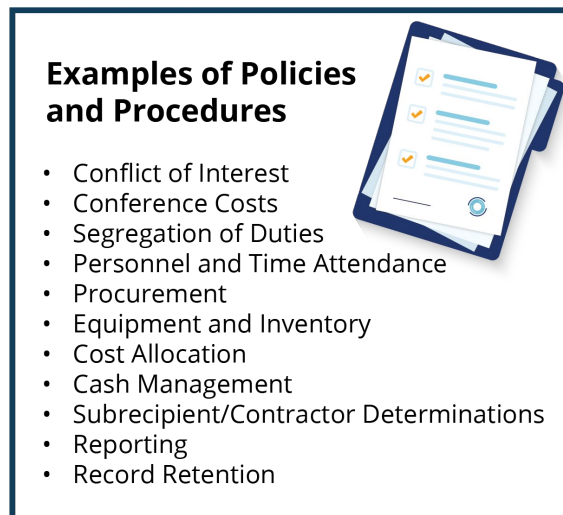 Examples of Policies
and Procedures
• Conflict of Interest
• Conference Costs
• Segregation of Duties
• Personnel and Time Attendance
• Procurement
• Equipment and Inventory
• Cost Allocation
• Cash Management
• Subrecipient/Contractor Determinations
• Reporting
• Record Retention